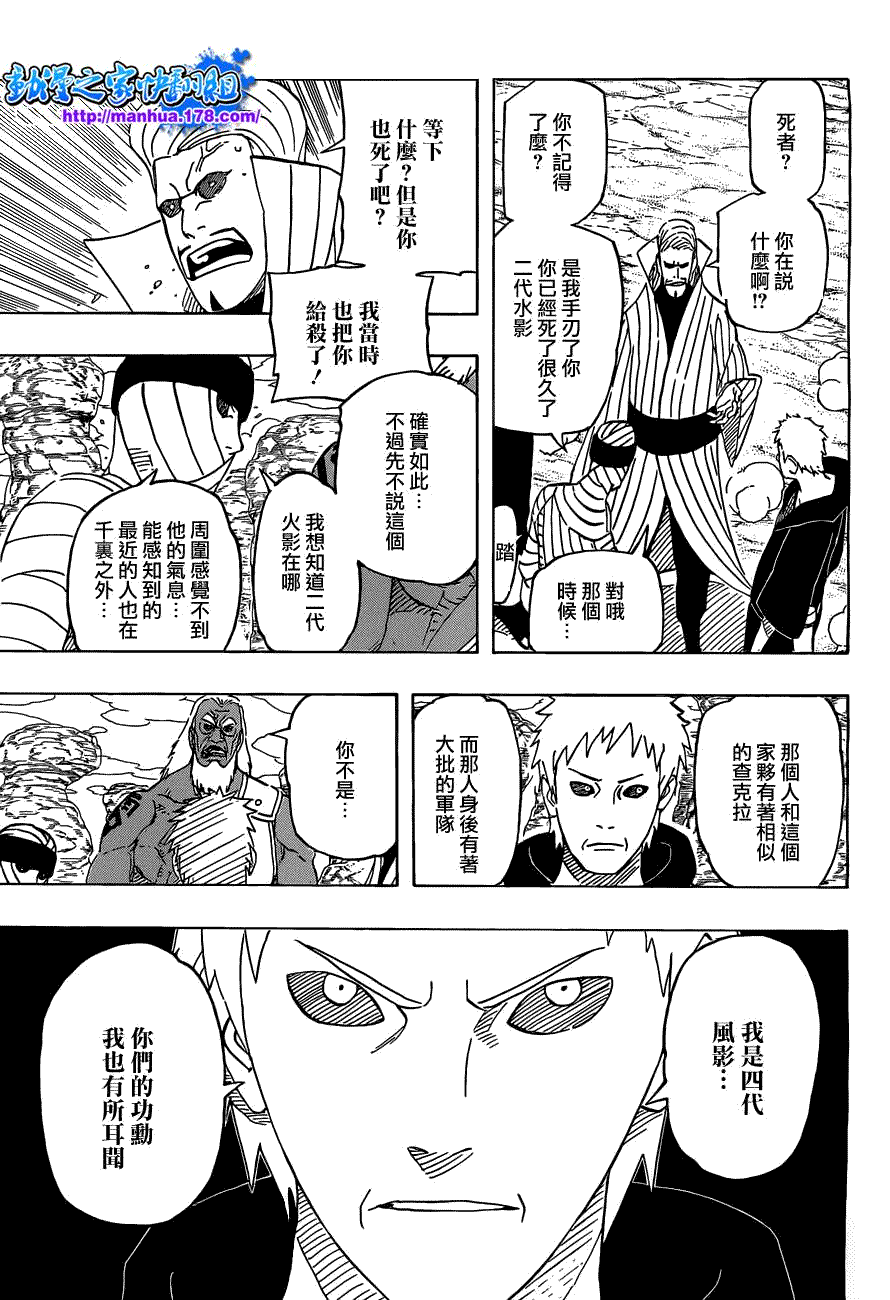 動漫之家快翻組
http://manhua.178.com/
死者？
你在說
什麼啊!?
你不記得
了麼？
是我手刃了你
你已經死了很久了
二代水影
對哦
那個
時候…
踏
等下
什麼？但是你
也死了吧？
我當時
也把你
給殺了！
確實如此…
不過先不說這個
我想知道二代
火影在哪
周圍感覺不到
他的氣息…
能感知到的
最近的人也在
千裏之外…
那個人和這個
家夥有著相似
的查克拉
而那人身後有著
大批的軍隊
你不是…
我是四代
風影…
你們的功勳
我也有所耳聞